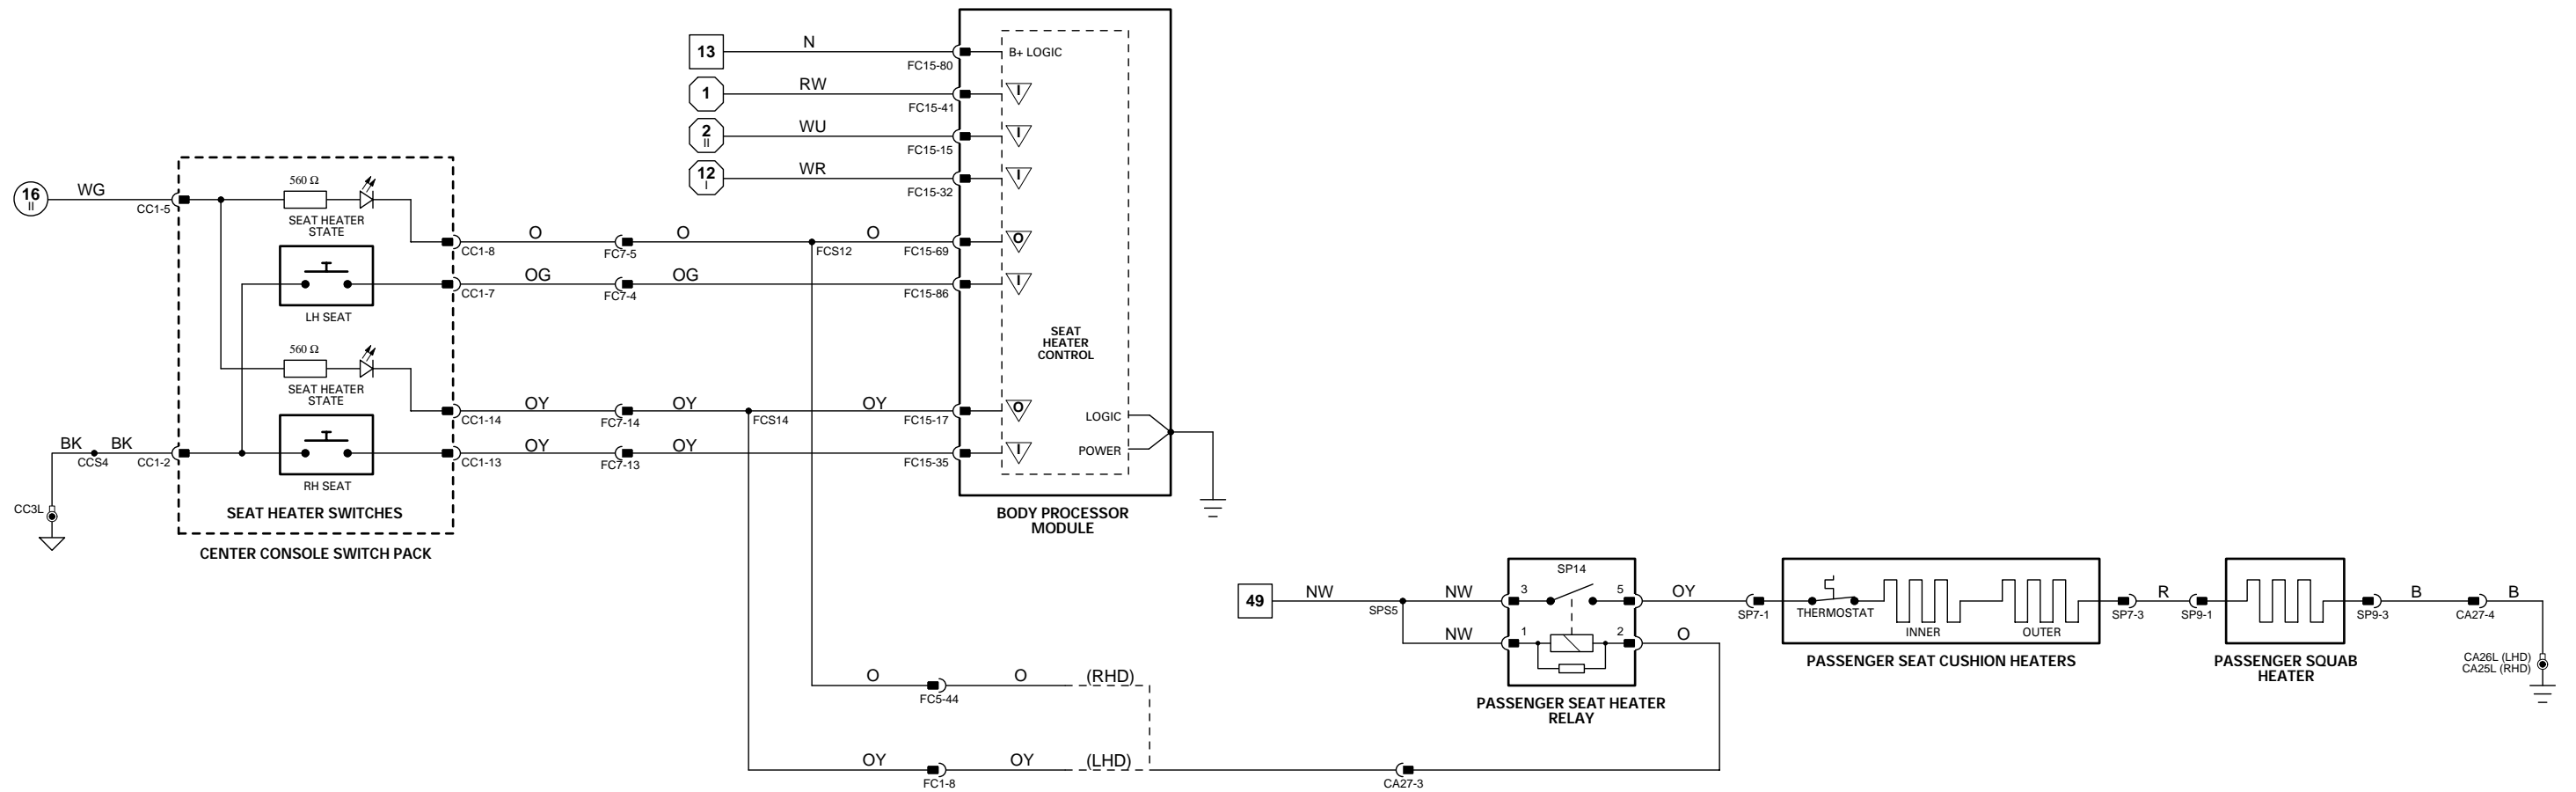 13
N
FC15-80
B+ LOGIC
1
RW
FC15-41
I
2
II
WU
FC15-15
I
12
I
WR
FC15-32
I
16
II
WG
CC1-5
560 Ω
SEAT HEATER
STATE
CC1-8
O
FC7-5
O
FCS12
O
FC15-69
O
LH SEAT
CC1-7
OG
FC7-4
OG
FC15-86
I
SEAT
HEATER
CONTROL
560 Ω
SEAT HEATER
STATE
CC1-14
OY
FC7-14
OY
FCS14
OY
FC15-17
O
LOGIC
BK
CCS4
BK
CC1-2
RH SEAT
CC1-13
OY
FC7-13
OY
FC15-35
I
POWER
CC3L
SEAT HEATER SWITCHES
CENTER CONSOLE SWITCH PACK
BODY PROCESSOR
MODULE
49
NW
SPS5
NW
NW
SP14
3
5
1
2
PASSENGER SEAT HEATER
RELAY
OY
O
SP7-1
THERMOSTAT
INNER
OUTER
PASSENGER SEAT CUSHION HEATERS
SP7-3
R
SP9-1
PASSENGER SQUAB
HEATER
SP9-3
B
CA27-4
B
CA26L (LHD)
CA25L (RHD)
O
FC5-44
O
(RHD)
OY
FC1-8
OY
(LHD)
CA27-3